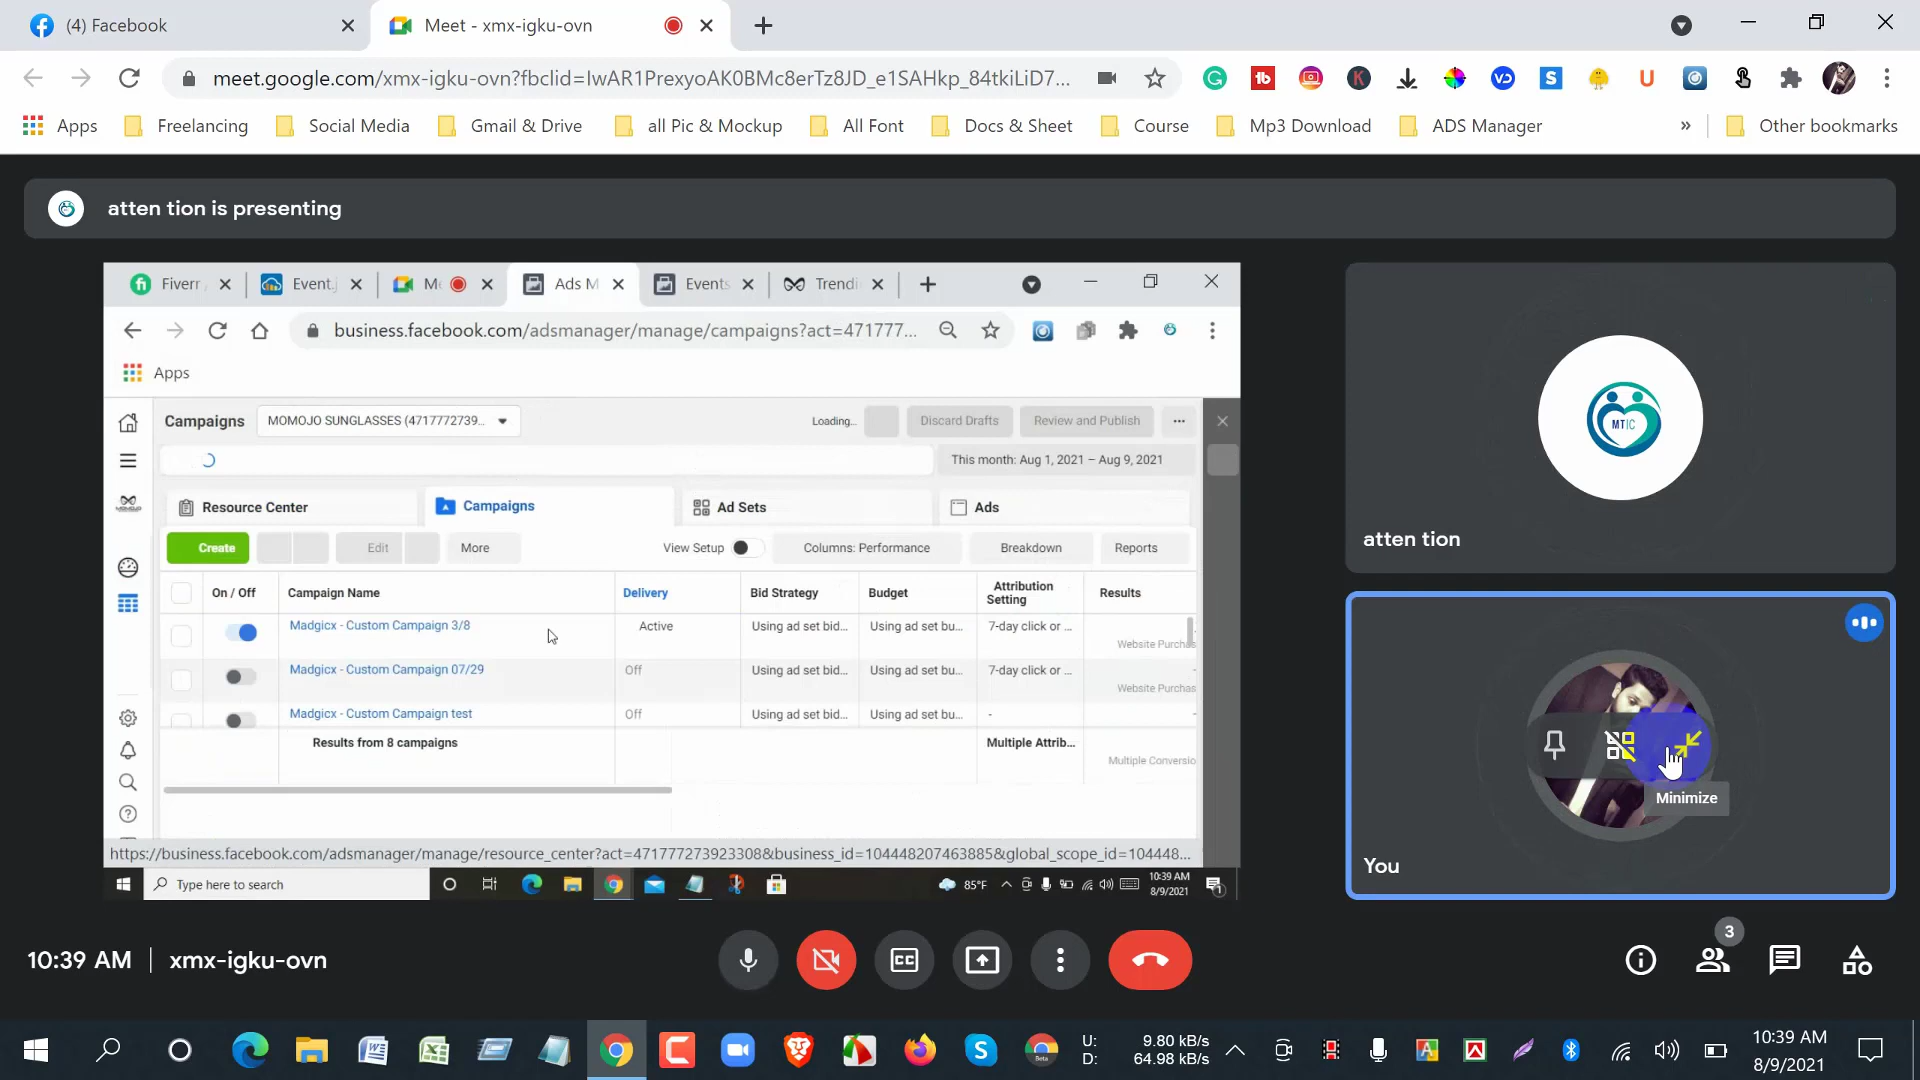 (4) Facebook
Meet - xmx-igku-ovn
meet.google.com/xmx-igku-ovn?fbclid=IwAR1PrexyoAK0BMc8erTz8JD_e1SAHkp_84tkiLiD7...
Apps
Freelancing
Social Media
Gmail & Drive
all Pic & Mockup
All Font
Docs & Sheet
Course
Mp3 Download
ADS Manager
»
Other bookmarks
atten tion is presenting
Fiverr
Event.
Me
Ads M
Events
Trendi
business.facebook.com/adsmanager/manage/campaigns?act=471777...
Apps
Campaigns
MOMOJO SUNGLASSES (4717772739...
Loading...
Discard Drafts
Review and Publish
This month: Aug 1, 2021 – Aug 9, 2021
Resource Center
Campaigns
Ad Sets
Ads
Create
Edit
More
View Setup
Columns: Performance
Breakdown
Reports
On / Off
Campaign Name
Delivery
Bid Strategy
Budget
Attribution
Setting
Results
Madgicx - Custom Campaign 3/8
Active
Using ad set bid...
Using ad set bu...
7-day click or ...
Website Purchas
Madgicx - Custom Campaign 07/29
Off
Using ad set bid...
Using ad set bu...
7-day click or ...
Website Purchas
Madgicx - Custom Campaign test
Off
Using ad set bid...
Using ad set bu...
-
Results from 8 campaigns
Multiple Attrib...
Multiple Conversio
https://business.facebook.com/adsmanager/manage/resource_center?act=471777273923308&business_id=104448207463885&global_scope_id=104448...
Type here to search
85°F
10:39 AM
8/9/2021
MTIC
atten tion
Minimize
You
10:39 AM
xmx-igku-ovn
CC
3
U: 9.80 kB/s
D: 64.98 kB/s
10:39 AM
8/9/2021